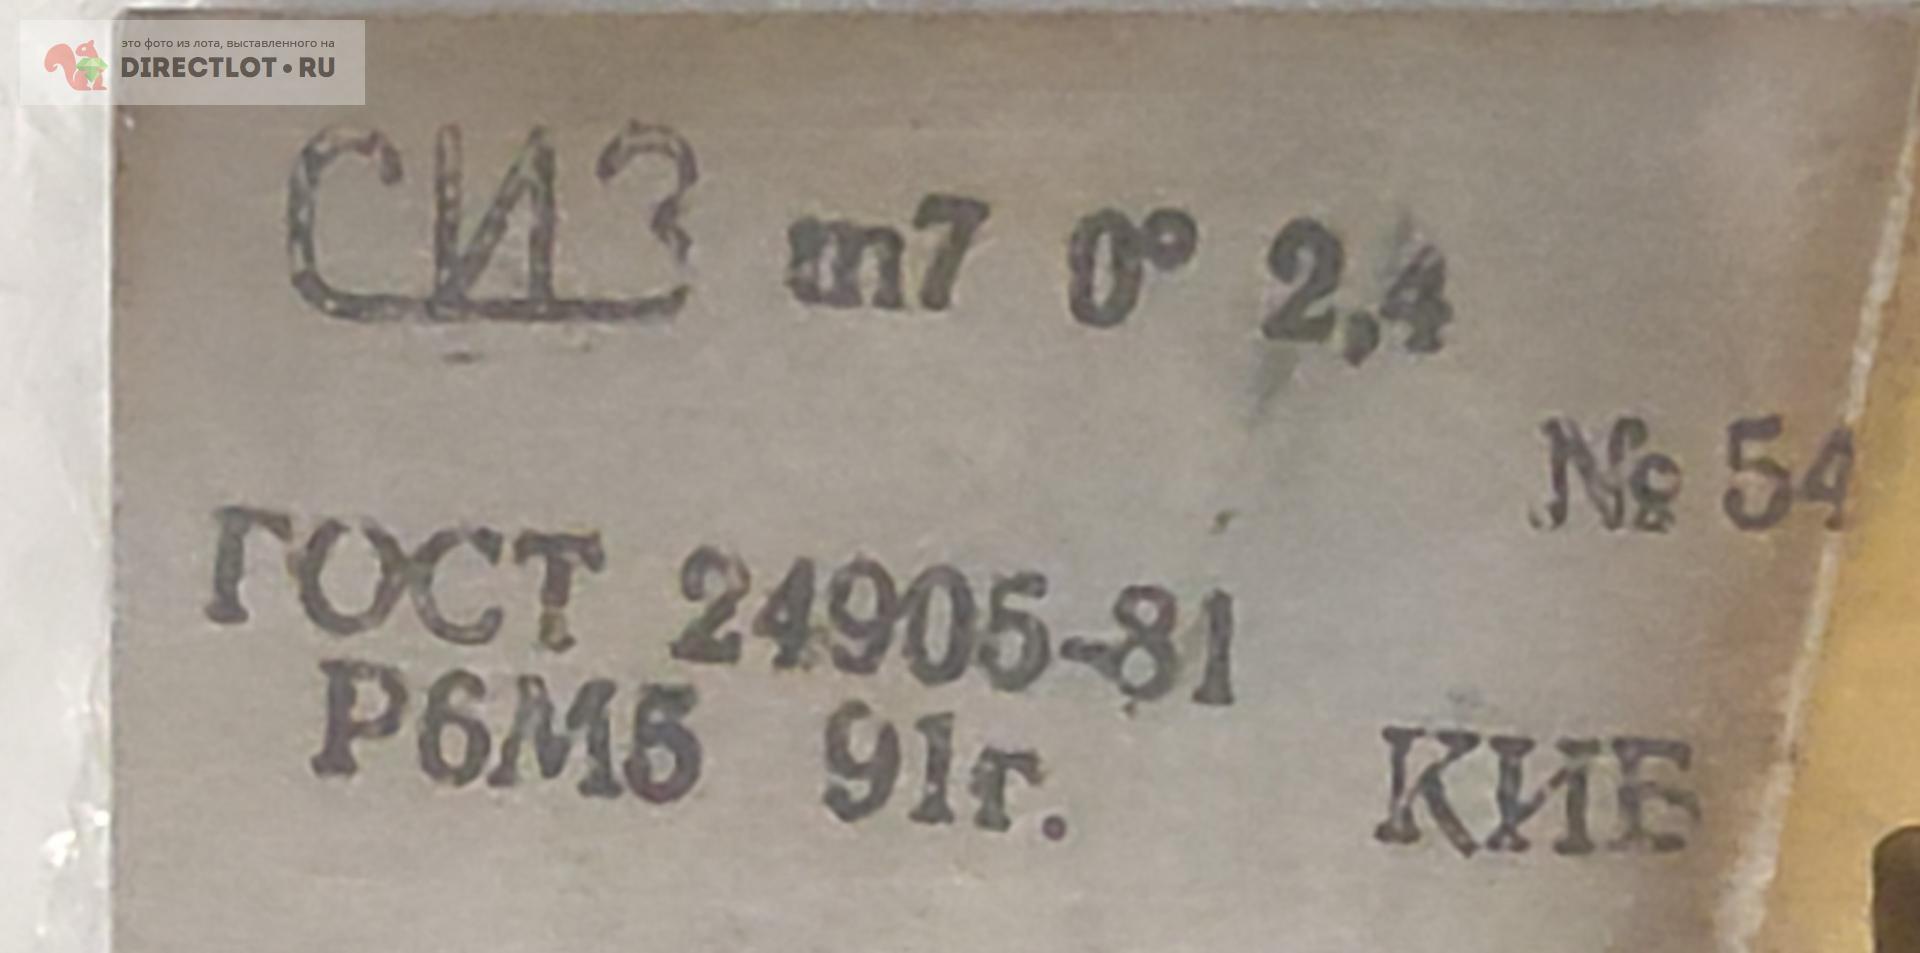 это фото из лота, выставленного на
DIRECTLOT.RU
СИЗ m7 0° 2,4
№ 54
ГОСТ 24905-81
Р6М5 91г. КИБ